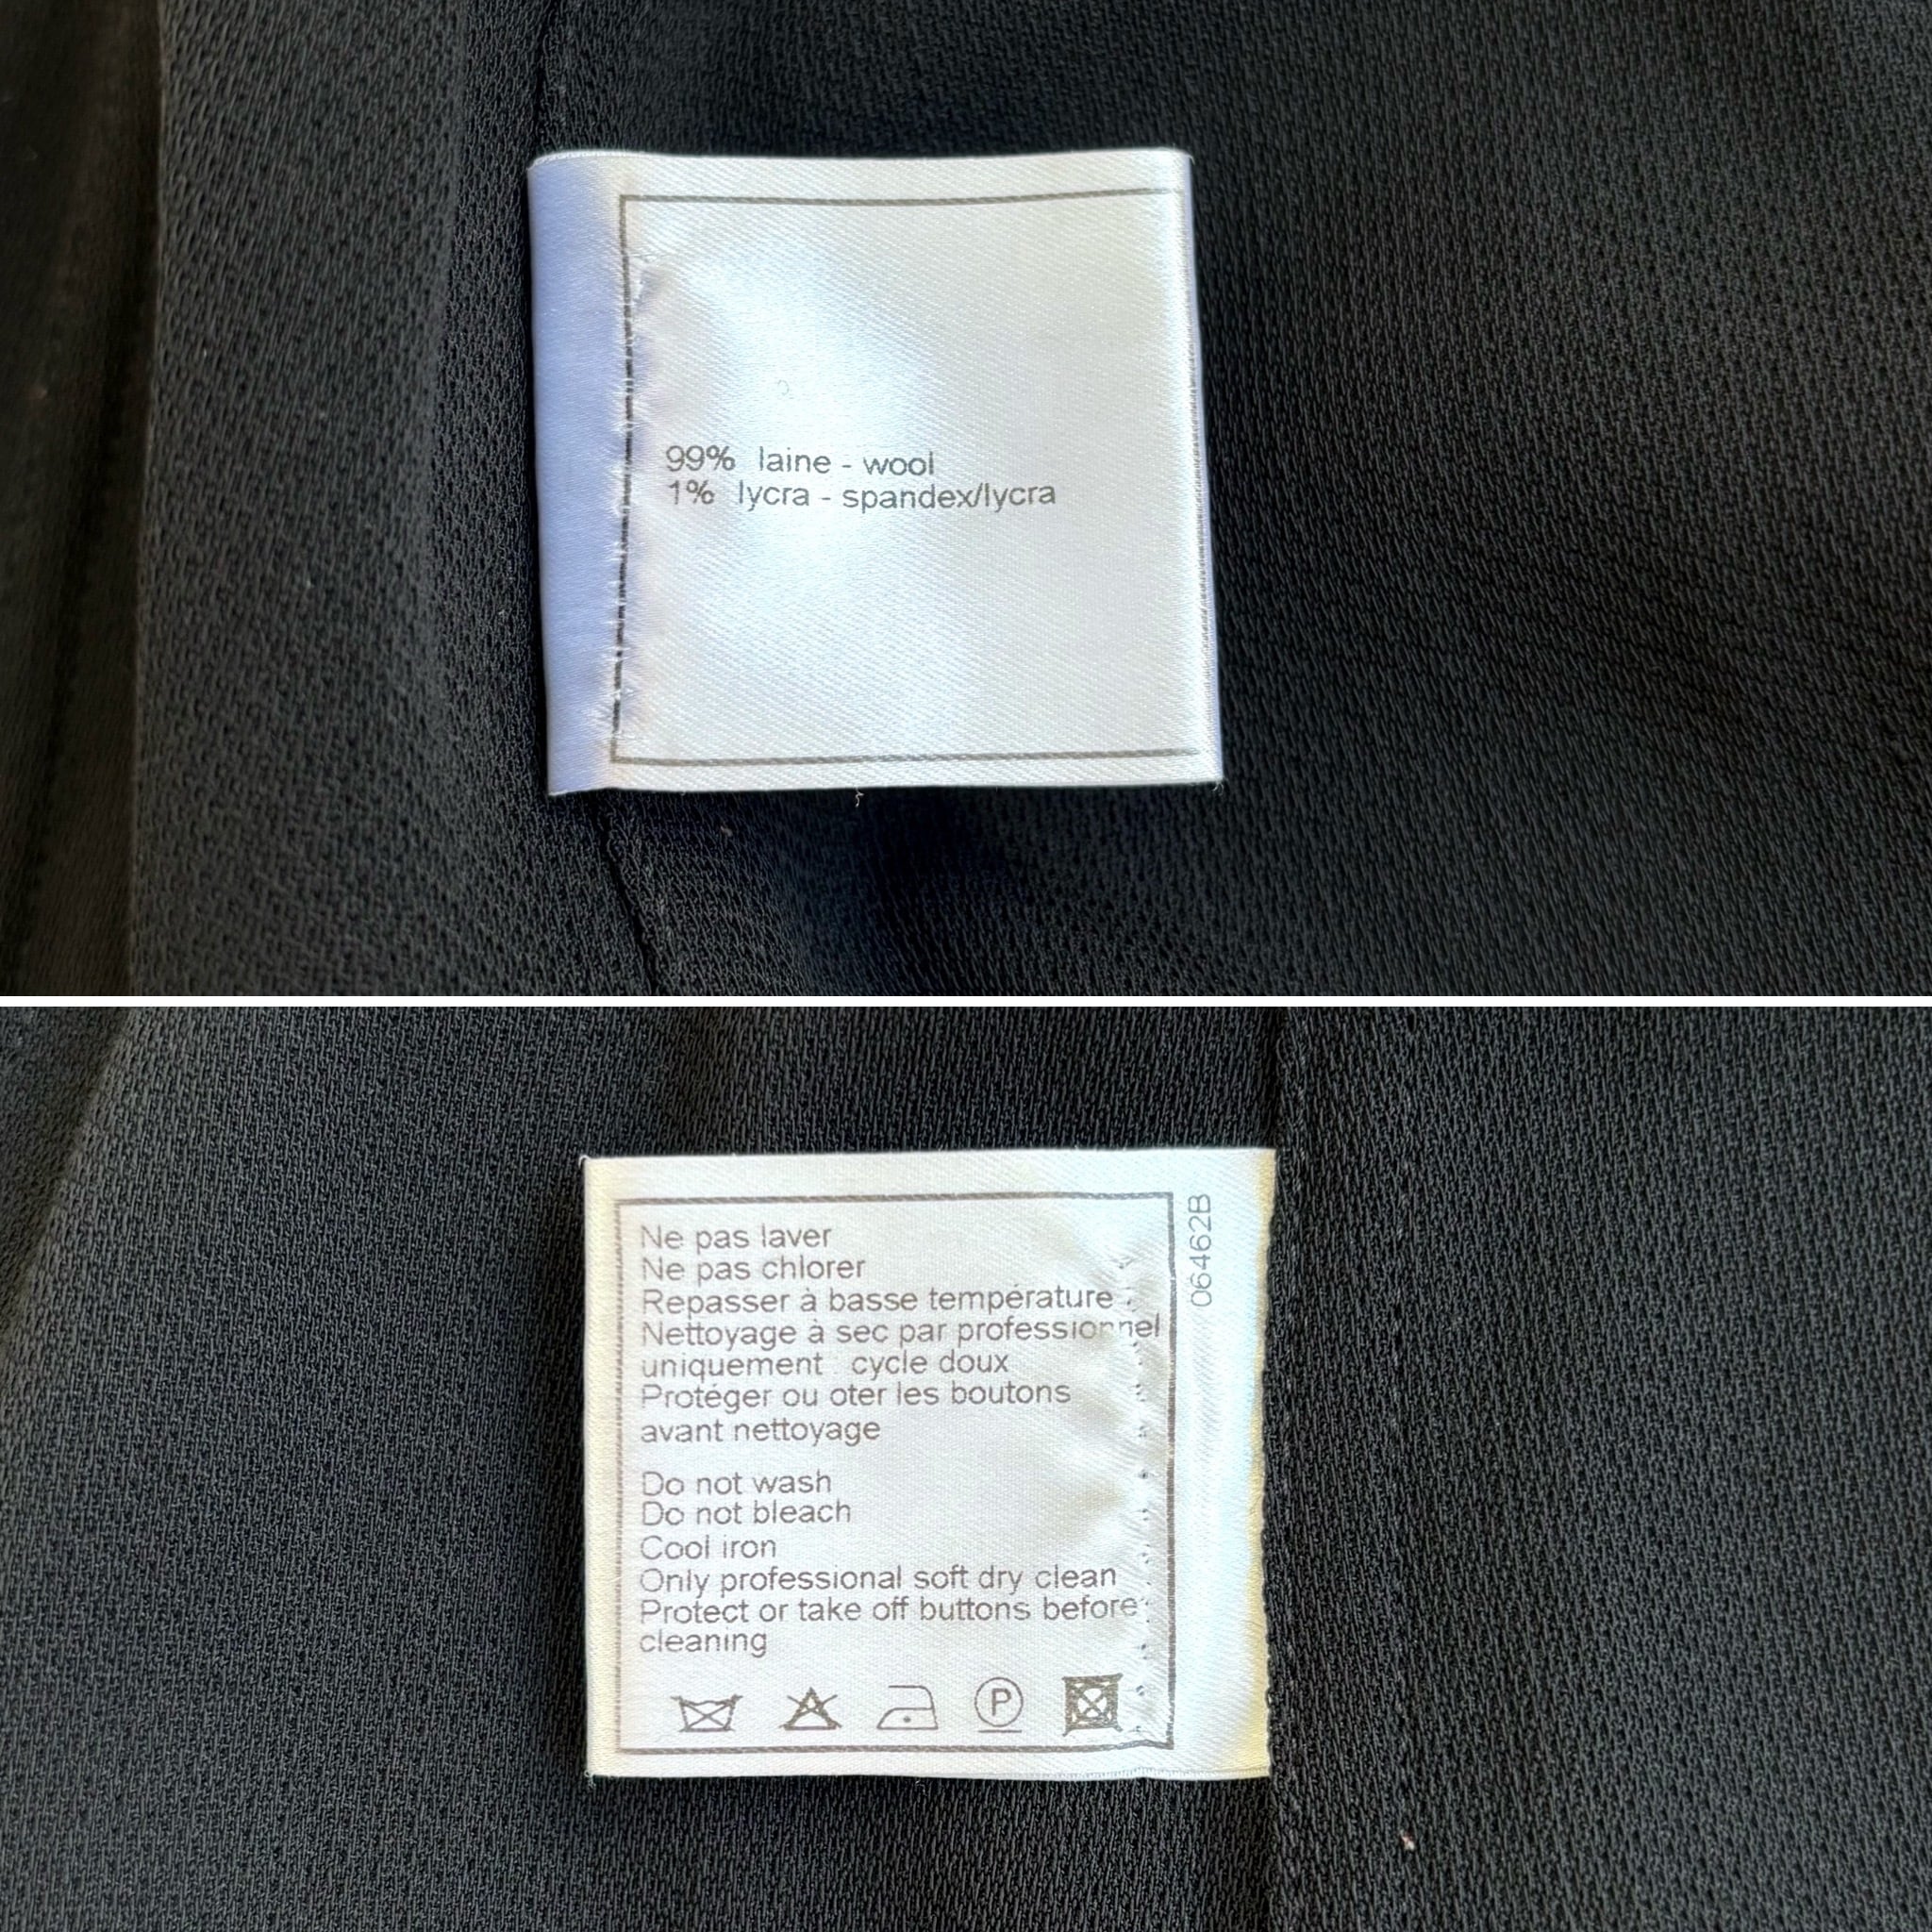 99% laine - wool
1% lycra - spandex/lycra
Ne pas laver
Ne pas chlorer
Repasser à basse température
Nettoyage à sec par professionnel
uniquement : cycle doux
Protéger ou oter les boutons
avant nettoyage
Do not wash
Do not bleach
Cool iron
Only professional soft dry clean
Protect or take off buttons before
cleaning
P
06462B